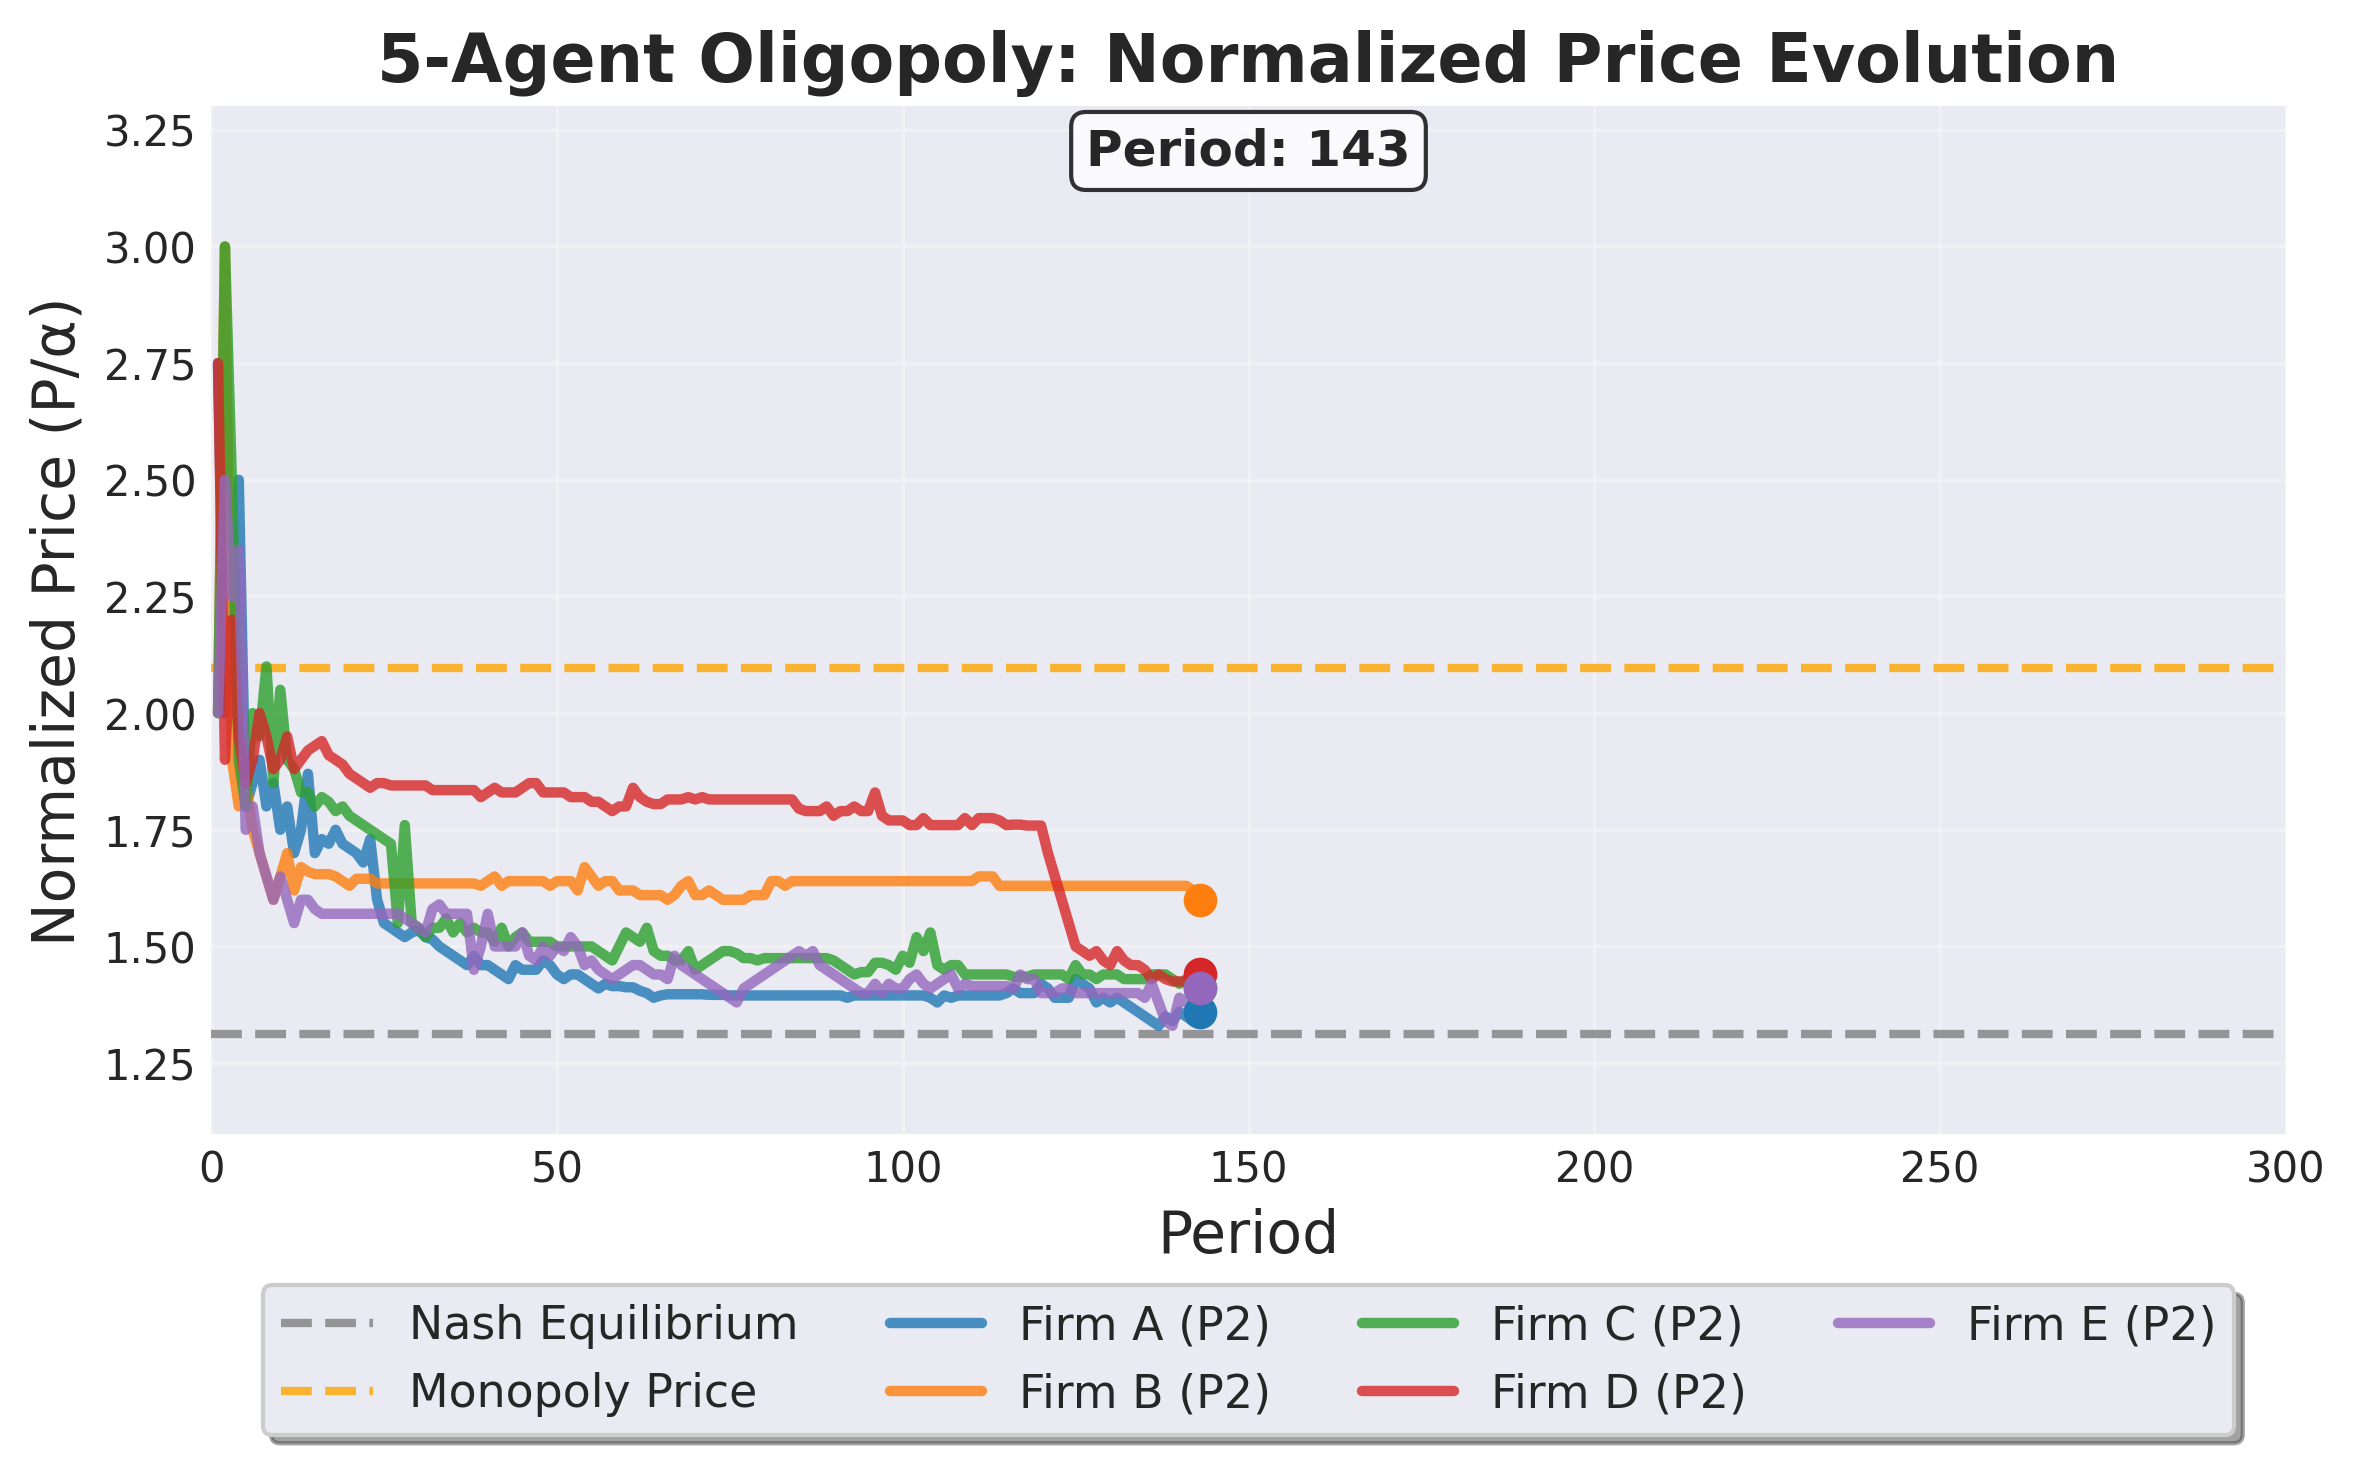 5-Agent Oligopoly: Normalized Price Evolution
Period: 143
Normalized Price (P/α)
3.25
3.00
2.75
2.50
2.25
2.00
1.75
1.50
1.25
0 50 100 150 200 250 300
Period
Nash Equilibrium Firm A (P2) Firm C (P2) Firm E (P2)
Monopoly Price Firm B (P2) Firm D (P2)